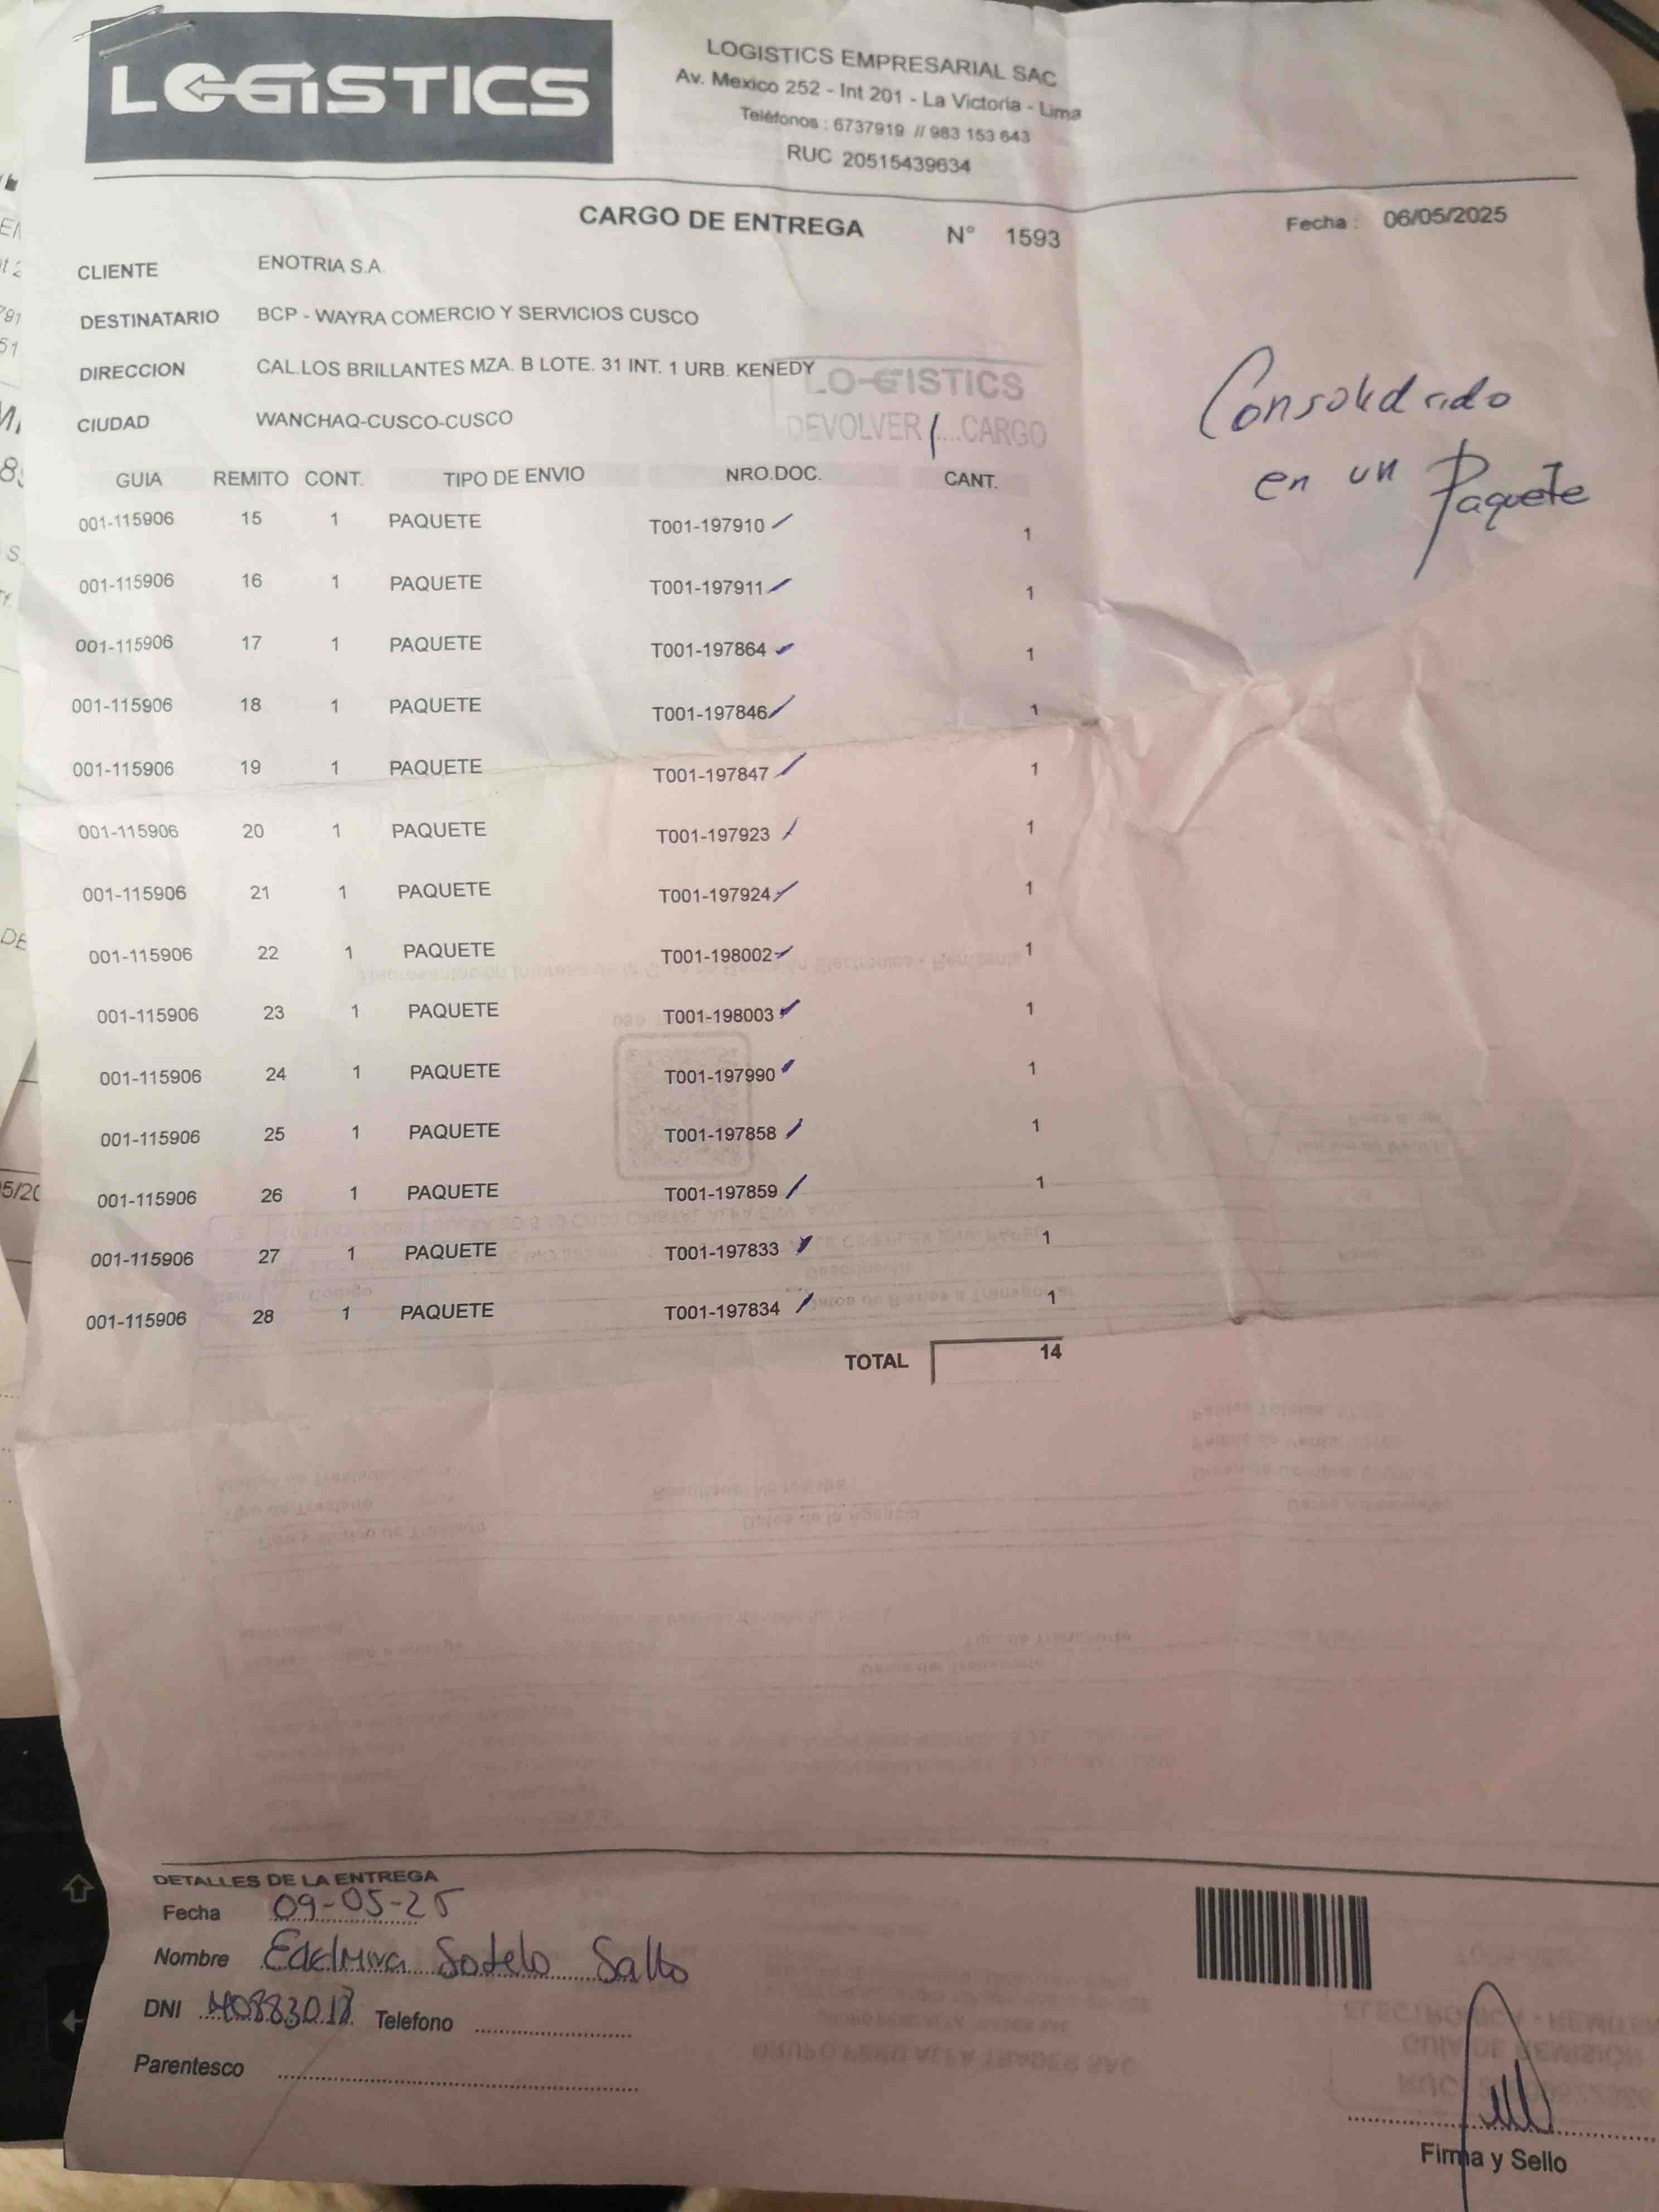 LOGISTICS
LOGISTICS EMPRESARIAL SAC
Av. Mexico 252 - Int 201 - La Victoria - Lima
Teléfonos : 6737919 // 983 153 643
RUC 20515439634
CARGO DE ENTREGA N° 1593 Fecha : 06/05/2025
CLIENTE ENOTRIA S.A.
DESTINATARIO BCP - WAYRA COMERCIO Y SERVICIOS CUSCO
DIRECCION CAL.LOS BRILLANTES MZA. B LOTE. 31 INT. 1 URB. KENEDY
CIUDAD WANCHAQ-CUSCO-CUSCO
LOGISTICS
DEVOLVER 1 CARGO
Consolidado
en un Paquete
GUIA REMITO CONT. TIPO DE ENVIO NRO.DOC. CANT.
001-115906 15 1 PAQUETE T001-197910 1
001-115906 16 1 PAQUETE T001-197911 1
001-115906 17 1 PAQUETE T001-197864 1
001-115906 18 1 PAQUETE T001-197846 1
001-115906 19 1 PAQUETE T001-197847 1
001-115906 20 1 PAQUETE T001-197923 1
001-115906 21 1 PAQUETE T001-197924 1
001-115906 22 1 PAQUETE T001-198002 1
001-115906 23 1 PAQUETE T001-198003 1
001-115906 24 1 PAQUETE T001-197990 1
001-115906 25 1 PAQUETE T001-197858 1
001-115906 26 1 PAQUETE T001-197859 1
001-115906 27 1 PAQUETE T001-197833 1
001-115906 28 1 PAQUETE T001-197834 1
TOTAL 14
DETALLES DE LA ENTREGA
Fecha 09-05-25
Nombre Edelmira Sotelo
DNI Telefono
Parentesco
Firma y Sello